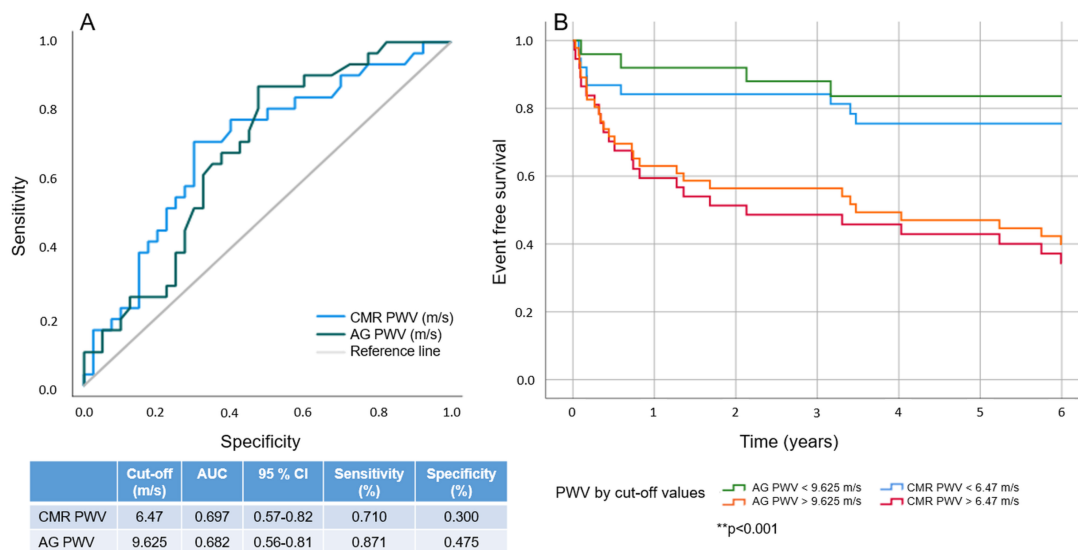 A
1.0
0.8
0.6
0.4
0.2
0.0
Sensitivity
CMR PWV (m/s)
AG PWV (m/s)
Reference line
0.0 0.2 0.4 0.6 0.8 1.0
Specificity
Cut-off (m/s) AUC 95 % CI Sensitivity (%) Specificity (%)
CMR PWV 6.47 0.697 0.57-0.82 0.710 0.300
AG PWV 9.625 0.682 0.56-0.81 0.871 0.475
B
1.0
0.8
0.6
0.4
0.2
0.0
Event free survival
0 1 2 3 4 5 6
Time (years)
PWV by cut-off values
AG PWV < 9.625 m/s CMR PWV < 6.47 m/s
AG PWV > 9.625 m/s CMR PWV > 6.47 m/s
**p<0.001